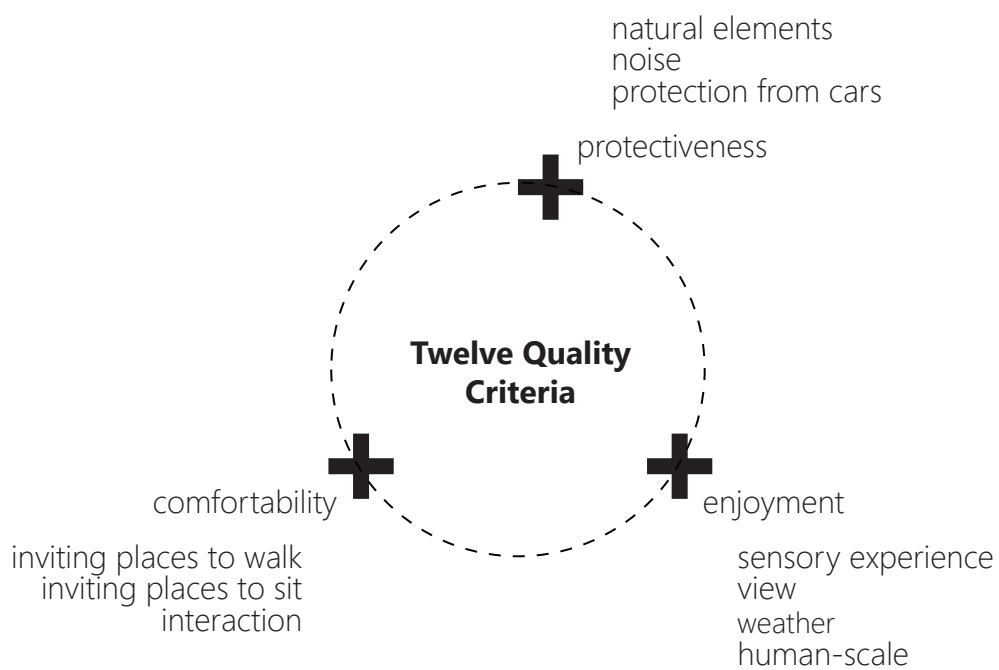 natural elements
noise
protection from cars
protectiveness
Twelve Quality
Criteria
comfortability
inviting places to walk
inviting places to sit
interaction
enjoyment
sensory experience
view
weather
human-scale